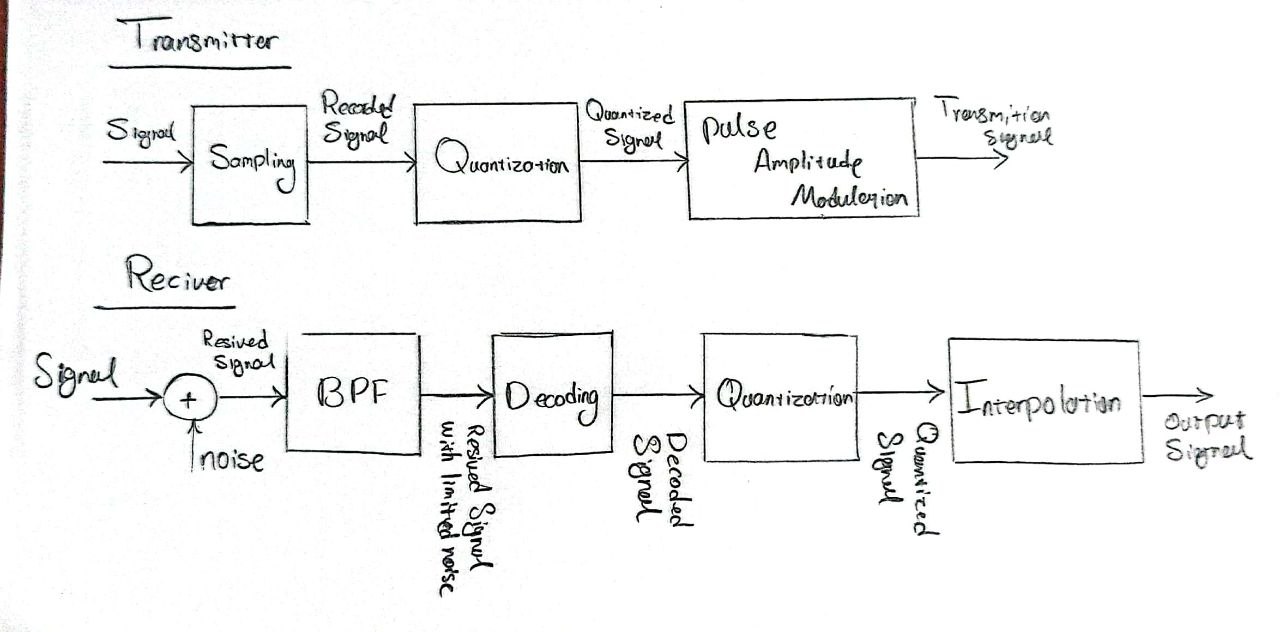 Transmitter
Signal
Sampling
Recoded
Signal
Quantization
Quantized
Signal
Pulse
Amplitude
Modulation
Transmition
Signal
Reciver
Signal
+
noise
Resived
Signal
BPF
Resived Signal
with limited noise
Decoding
Decoded
Signal
Quantization
Quantized
Signal
Interpolation
Output
Signal